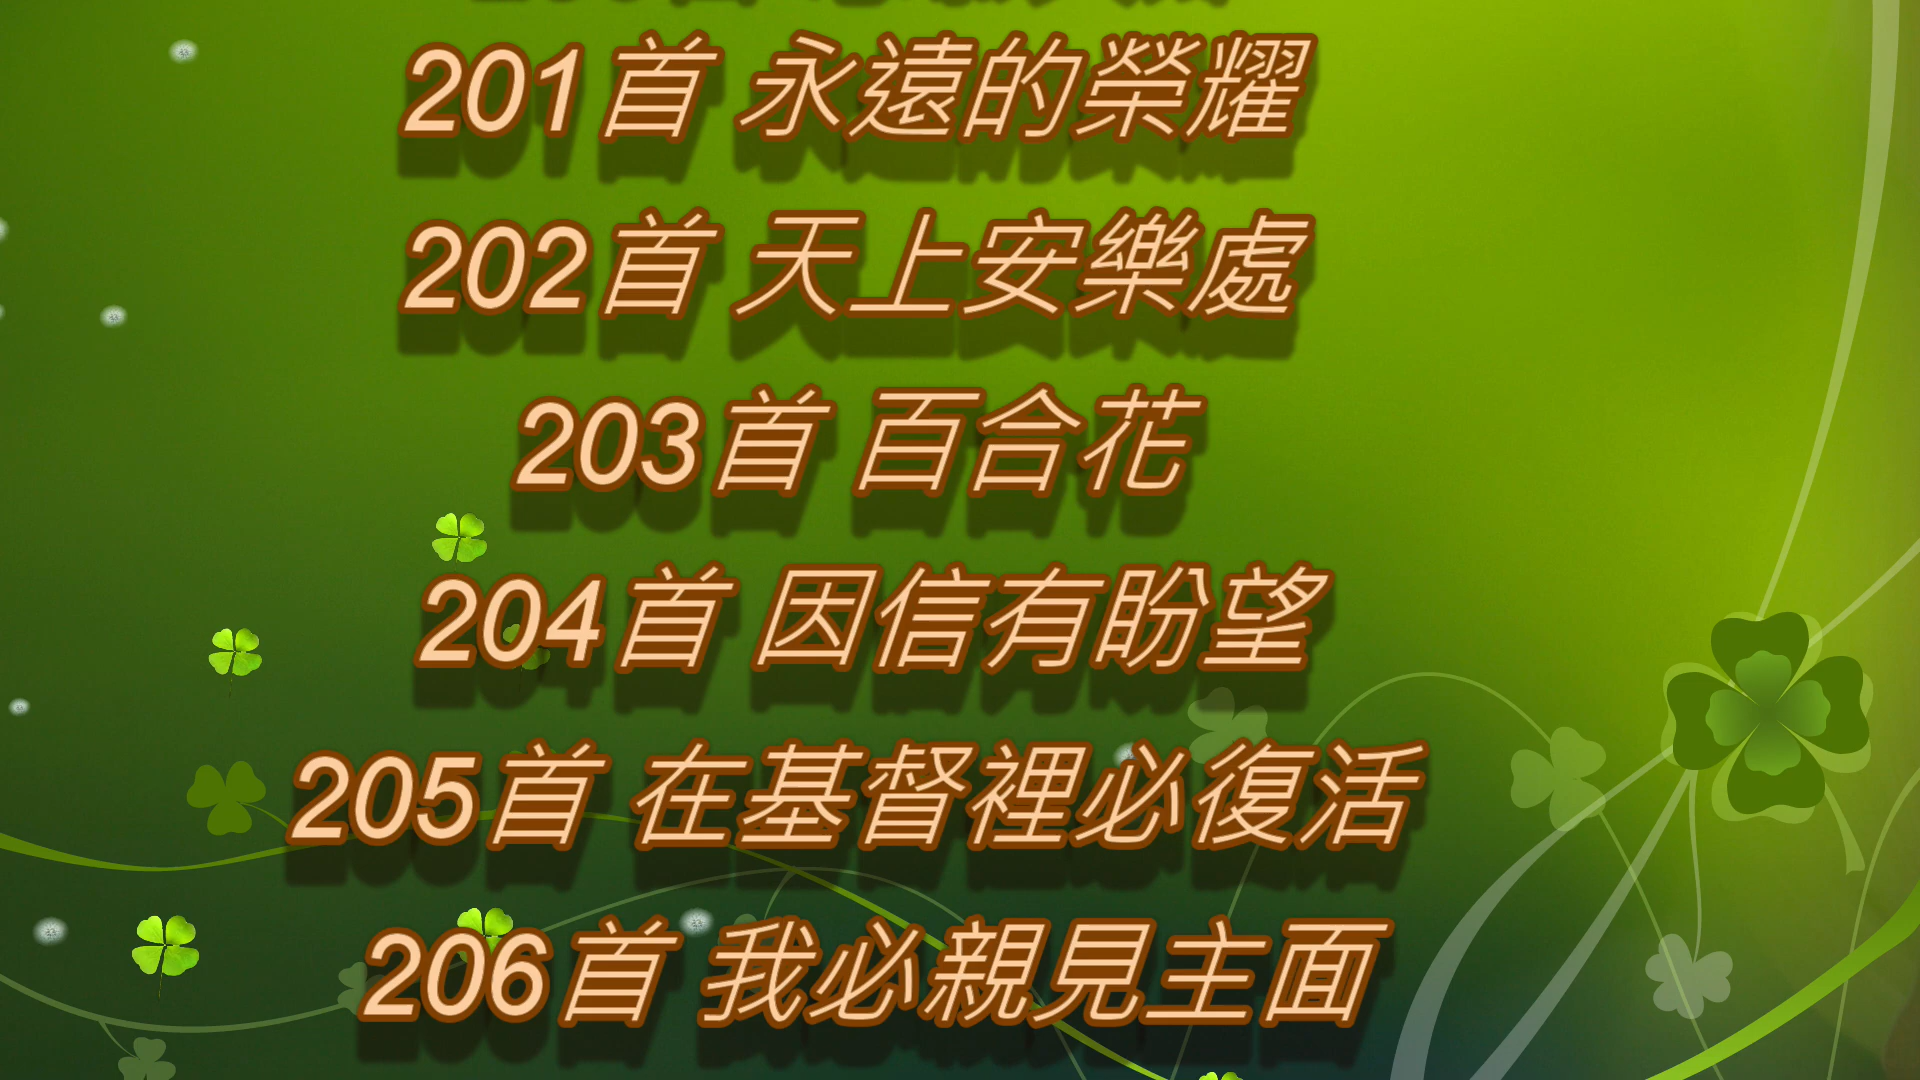 201首 永遠的榮耀
202首 天上安樂處
203首 百合花
204首 因信有盼望
205首 在基督裡必復活
206首 我必親見主面